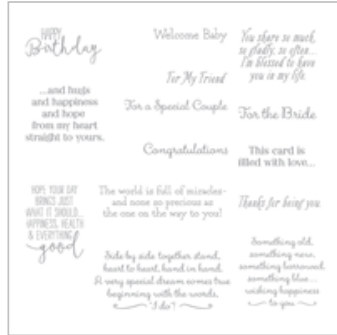 HAPPY
Birthday
Welcome Baby
You share so much,
so gladly, so often...
I'm blessed to have
you in my life.
For My Friend
...and hugs
and happiness
and hope
from my heart
straight to yours.
For a Special Couple
For the Bride
Congratulations
This card is
filled with love...
HOPE YOUR DAY
BRINGS JUST
WHAT IT SHOULD...
HAPPINESS, HEALTH
& EVERYTHING
good
The world is full of miracles-
and none so precious as
the one on the way to you!
Thanks for being you
Side by side together stand,
heart to heart, hand in hand.
A very special dream comes true
beginning with the words,
"I do"!
Something old,
something new,
something borrowed,
something blue...
wishing happiness
to you